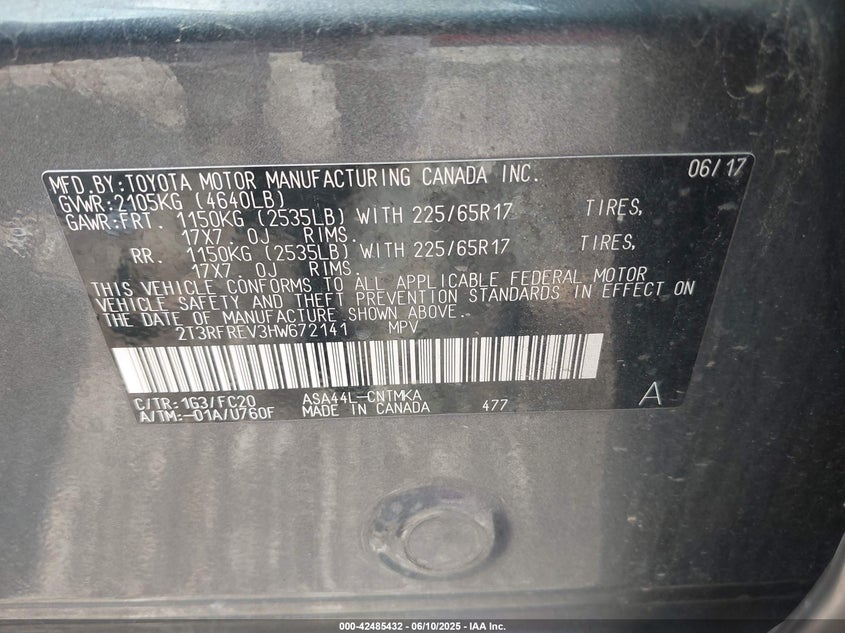 MFD.BY:TOYOTA MOTOR MANUFACTURING CANADA INC. 06/17
GVWR:2105KG (4640LB)
GAWR:FRT. 1150KG (2535LB) WITH 225/65R17 TIRES,
17X7.0J RIMS.
RR. 1150KG (2535LB) WITH 225/65R17 TIRES,
17X7.0J RIMS.
THIS VEHICLE CONFORMS TO ALL APPLICABLE FEDERAL MOTOR
VEHICLE SAFETY AND THEFT PREVENTION STANDARDS IN EFFECT ON
THE DATE OF MANUFACTURE SHOWN ABOVE.
2T3RFREV3HW672141 MPV
C/TR:1G3/FC20 ASA44L-CNTMKA A
A/TM:-01A/U760F MADE IN CANADA 477
000-42485432 - 06/10/2025 - IAA Inc.